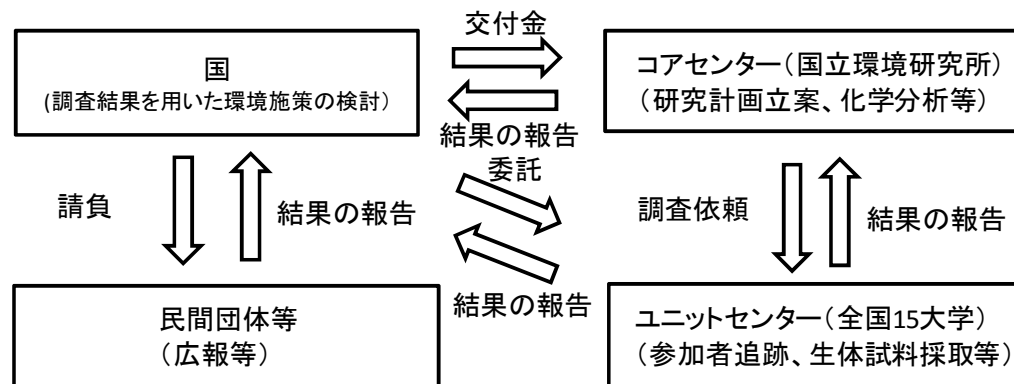 交付金
国
(調査結果を用いた環境施策の検討)
コアセンター(国立環境研究所)
(研究計画立案、化学分析等)
結果の報告
委託
請負
結果の報告
調査依頼
結果の報告
結果の報告
民間団体等
(広報等)
ユニットセンター(全国15大学)
(参加者追跡、生体試料採取等)